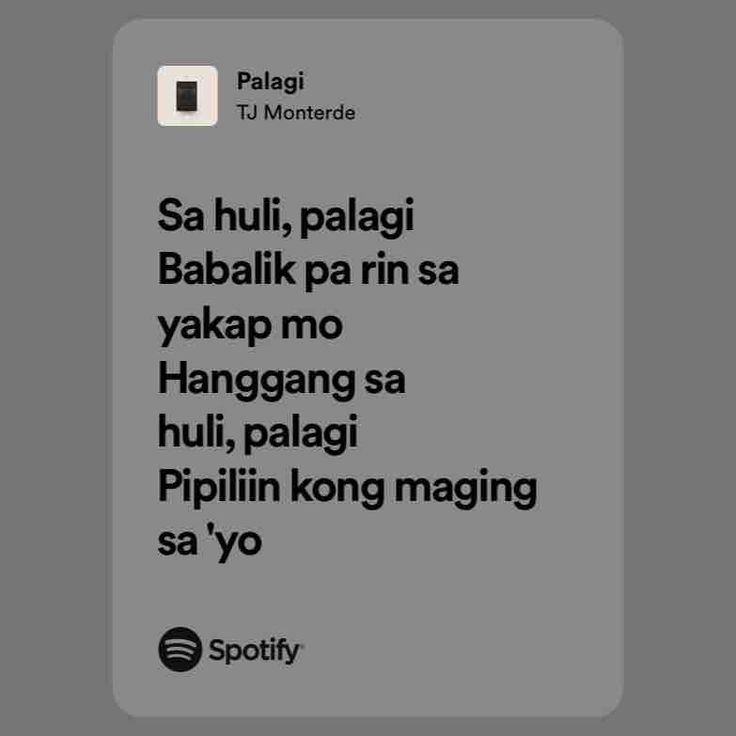 Palagi
TJ Monterde
Sa huli, palagi
Babalik pa rin sa
yakap mo
Hanggang sa
huli, palagi
Pipiliin kong maging
sa 'yo
Spotify